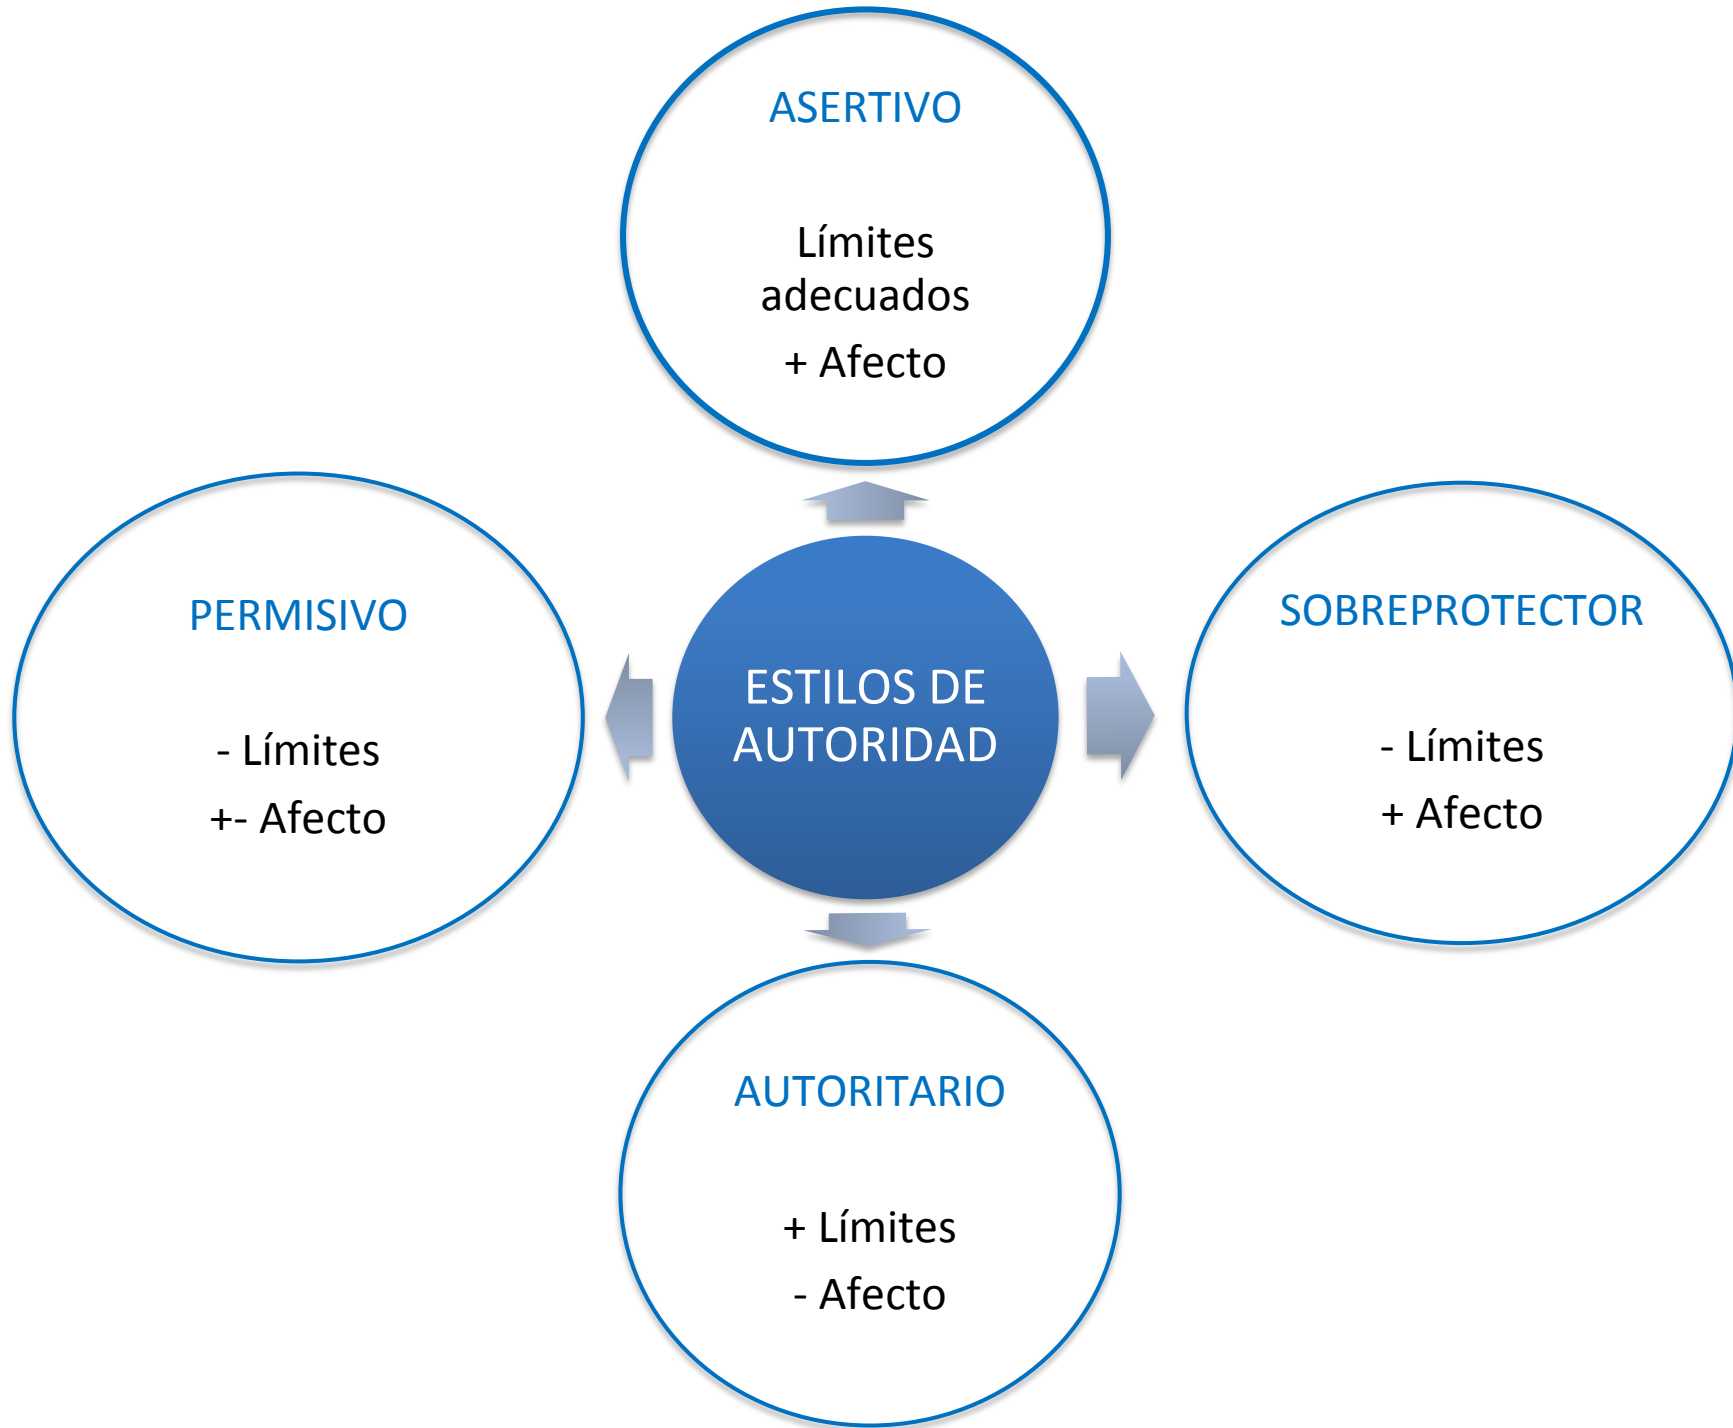 ASERTIVO
Límites
adecuados
+ Afecto
PERMISIVO
- Límites
+- Afecto
ESTILOS DE
AUTORIDAD
SOBREPROTECTOR
- Límites
+ Afecto
AUTORITARIO
+ Límites
- Afecto